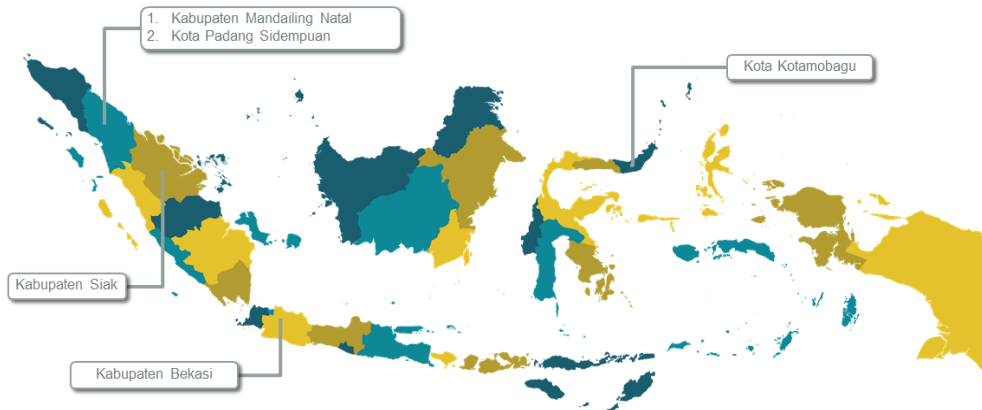 1. Kabupaten Mandailing Natal
2. Kota Padang Sidempuan
Kota Kotamobagu
Kabupaten Siak
Kabupaten Bekasi